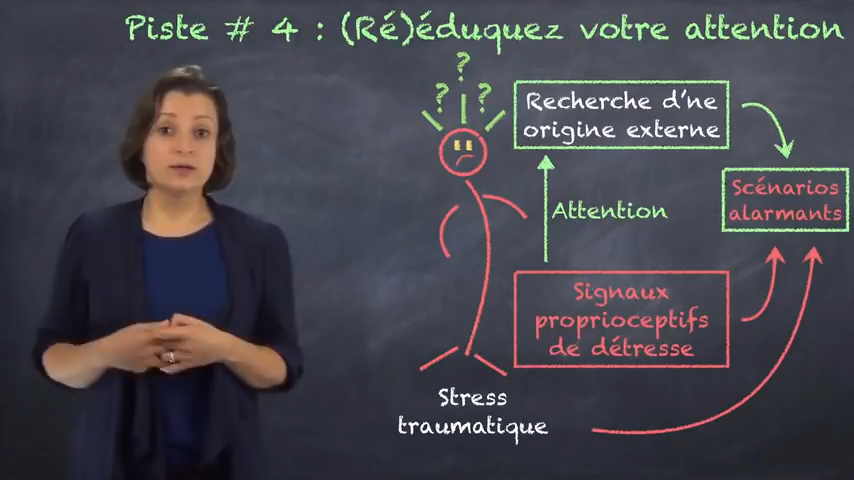 Piste # 4 : (Ré)éduquez votre attention
? ? ?
Recherche d'ne
origine externe
Scénarios
alarmants
Attention
Signaux
proprioceptifs
de détresse
Stress
traumatique